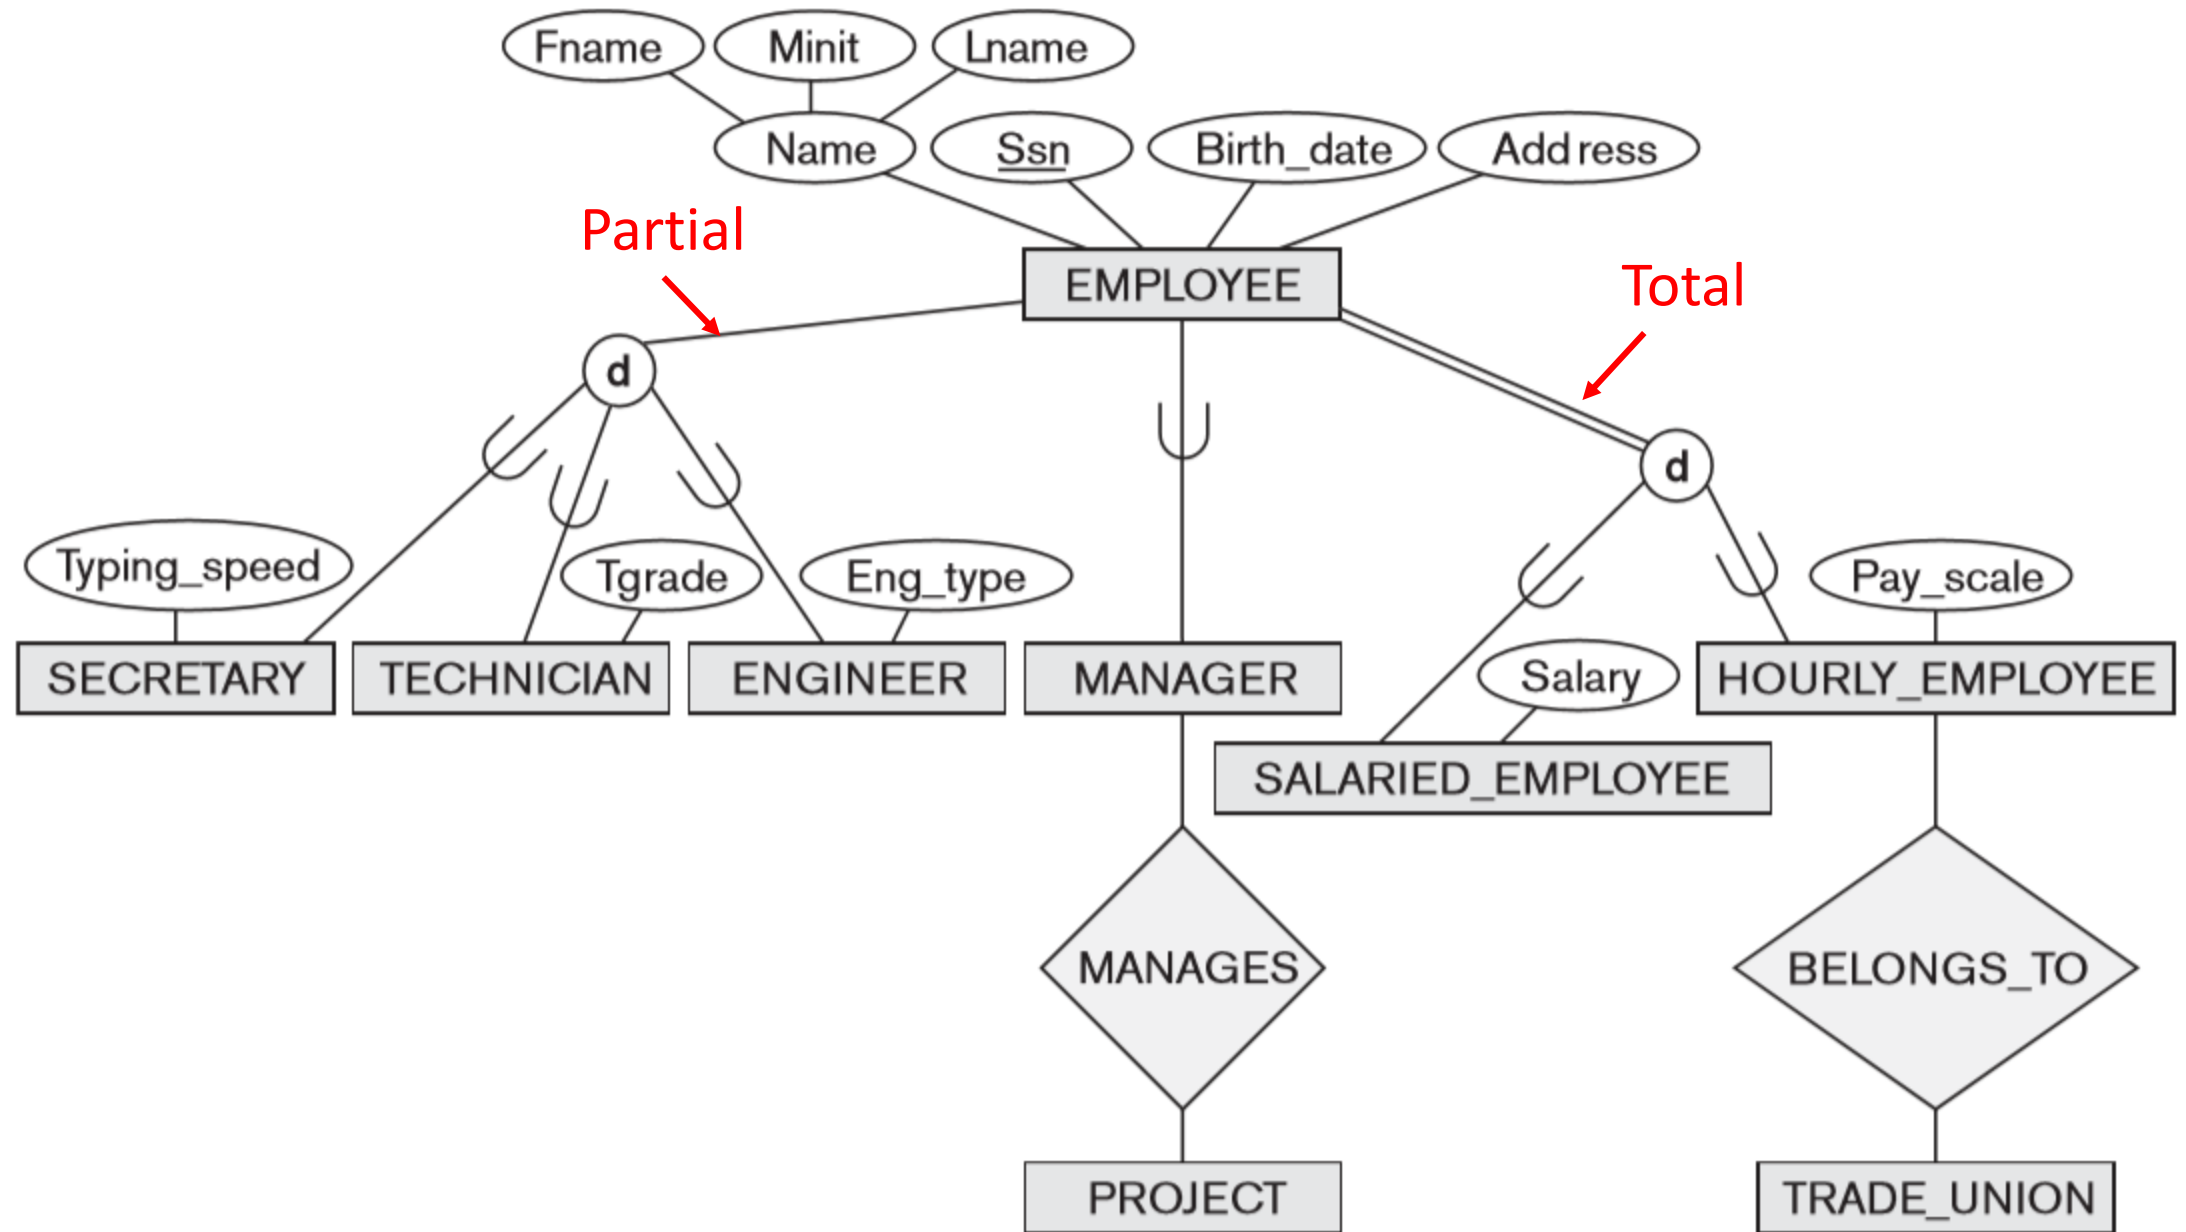 Fname Minit Lname
Name Ssn Birth_date Address
Partial
EMPLOYEE
Total
d
d
Typing_speed Tgrade Eng_type Pay_scale
SECRETARY TECHNICIAN ENGINEER MANAGER Salary HOURLY_EMPLOYEE
SALARIED_EMPLOYEE
MANAGES BELONGS_TO
PROJECT TRADE_UNION